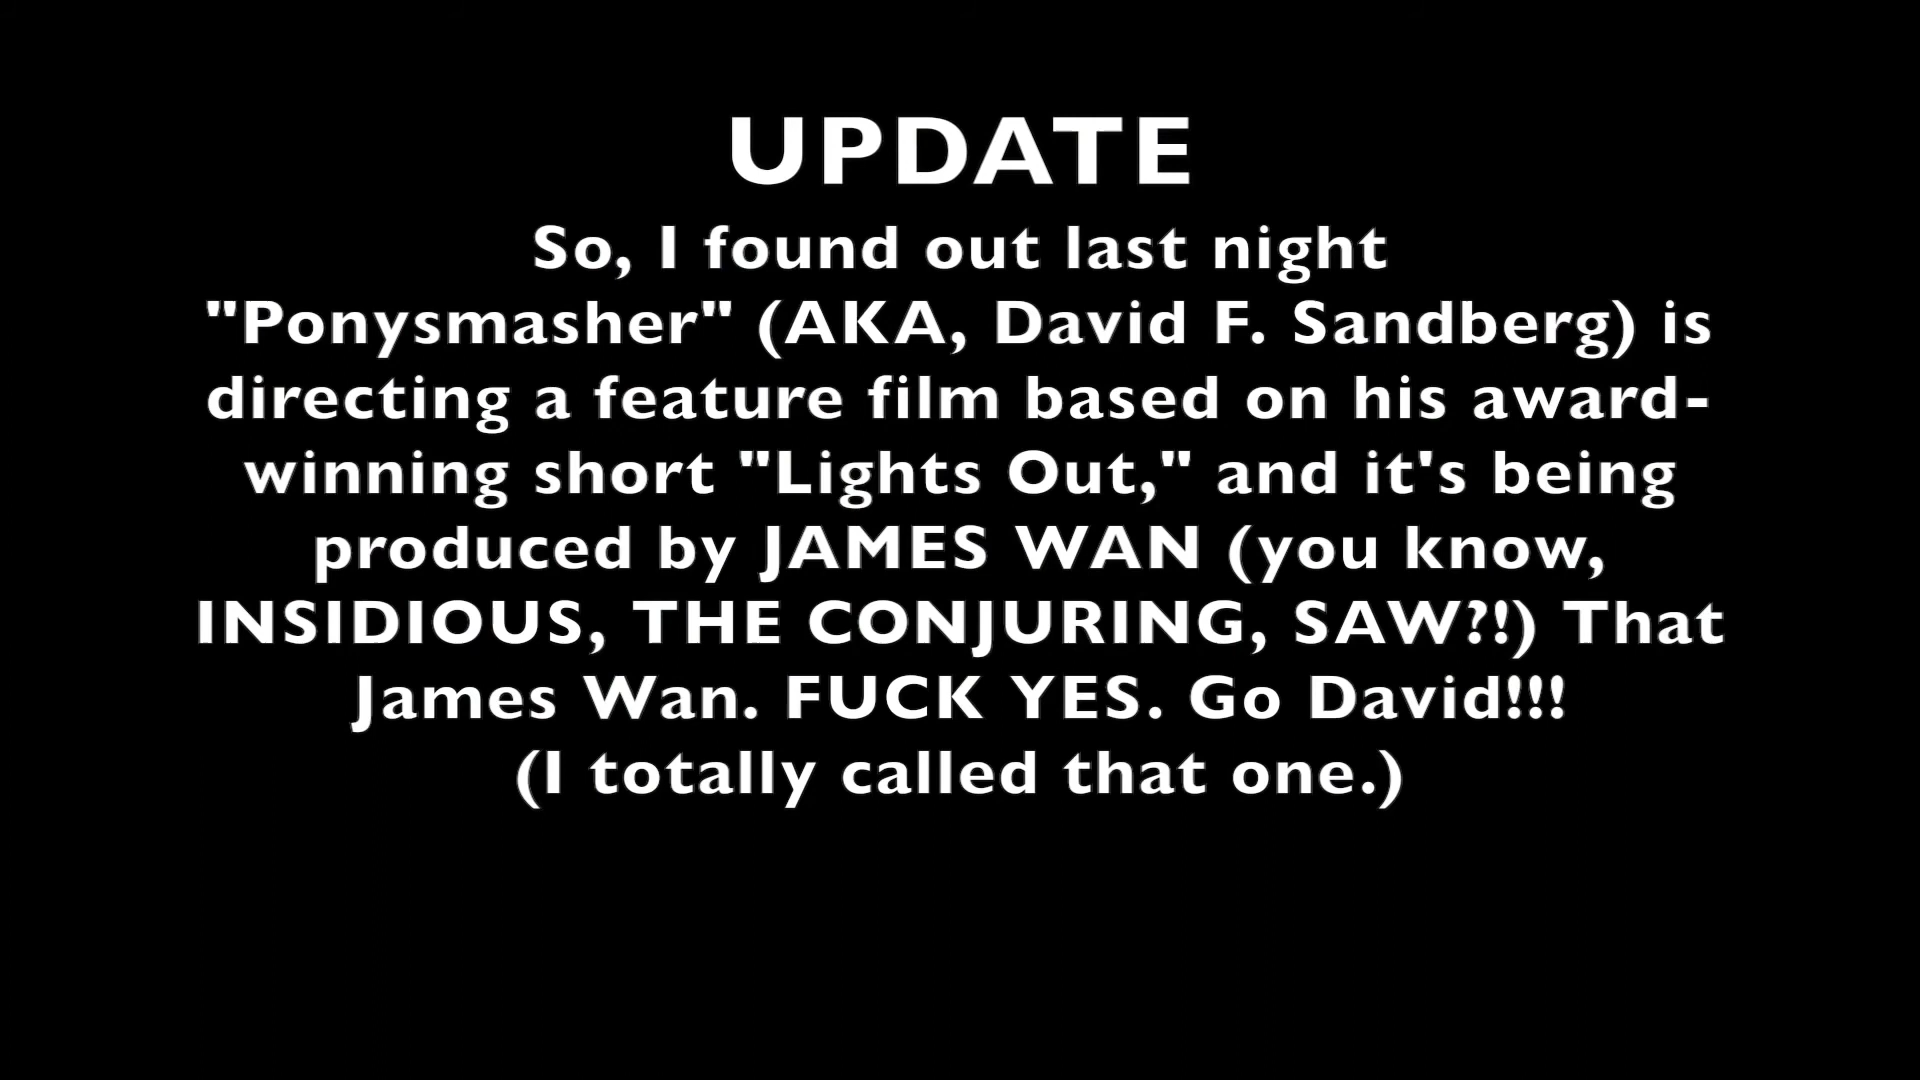 UPDATE
So, I found out last night
"Ponysmasher" (AKA, David F. Sandberg) is
directing a feature film based on his award-
winning short "Lights Out," and it's being
produced by JAMES WAN (you know,
INSIDIOUS, THE CONJURING, SAW?!) That
James Wan. FUCK YES. Go David!!!
(I totally called that one.)